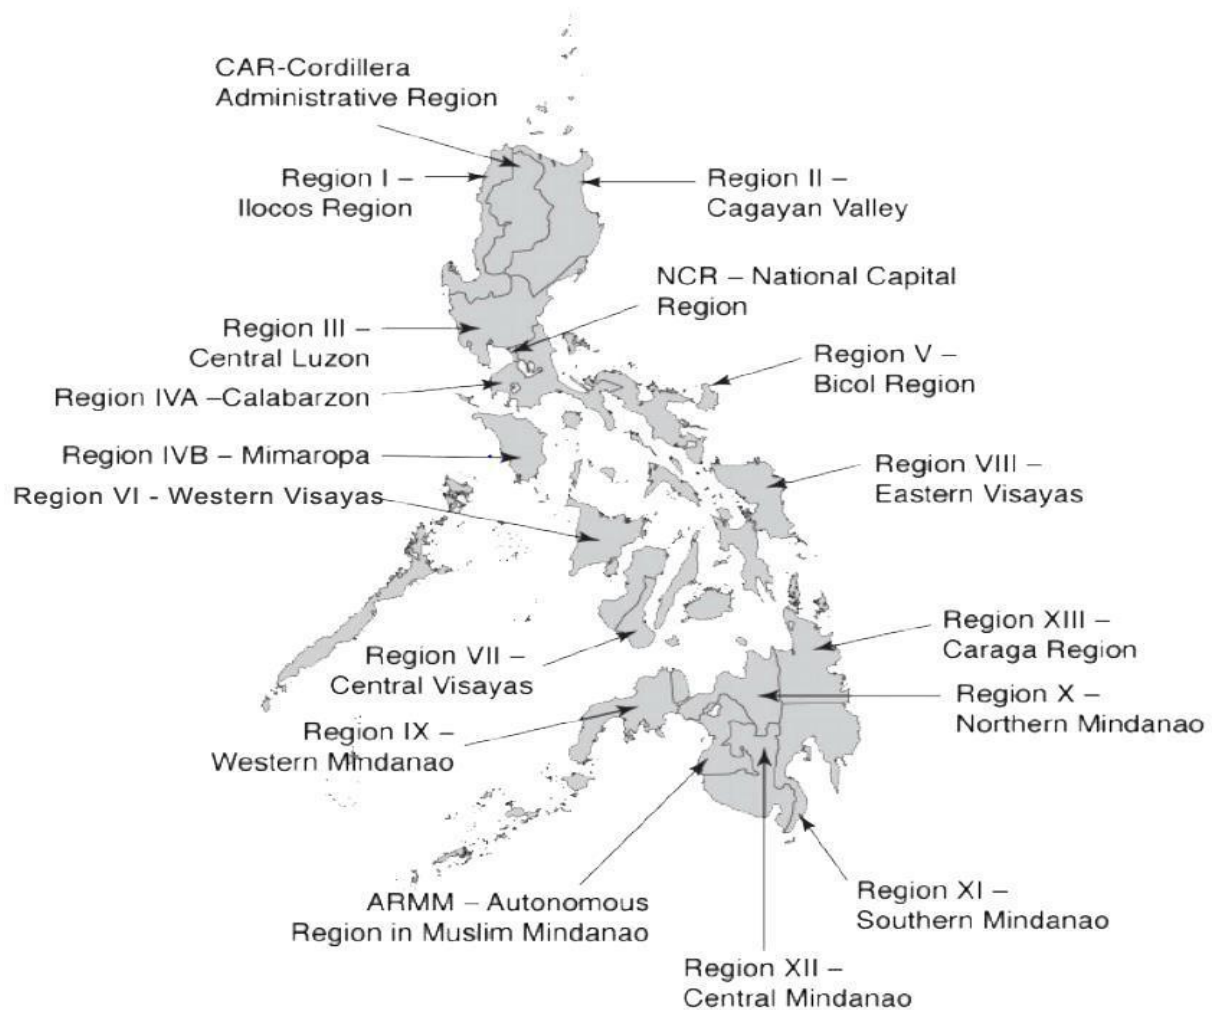 CAR-Cordillera
Administrative Region
Region I –
Ilocos Region
Region II –
Cagayan Valley
NCR – National Capital
Region
Region III –
Central Luzon
Region V –
Bicol Region
Region IVA –Calabarzon
Region IVB – Mimaropa
Region VIII –
Eastern Visayas
Region VI - Western Visayas
Region XIII –
Caraga Region
Region VII –
Central Visayas
Region X –
Northern Mindanao
Region IX –
Western Mindanao
ARMM – Autonomous
Region in Muslim Mindanao
Region XI –
Southern Mindanao
Region XII –
Central Mindanao